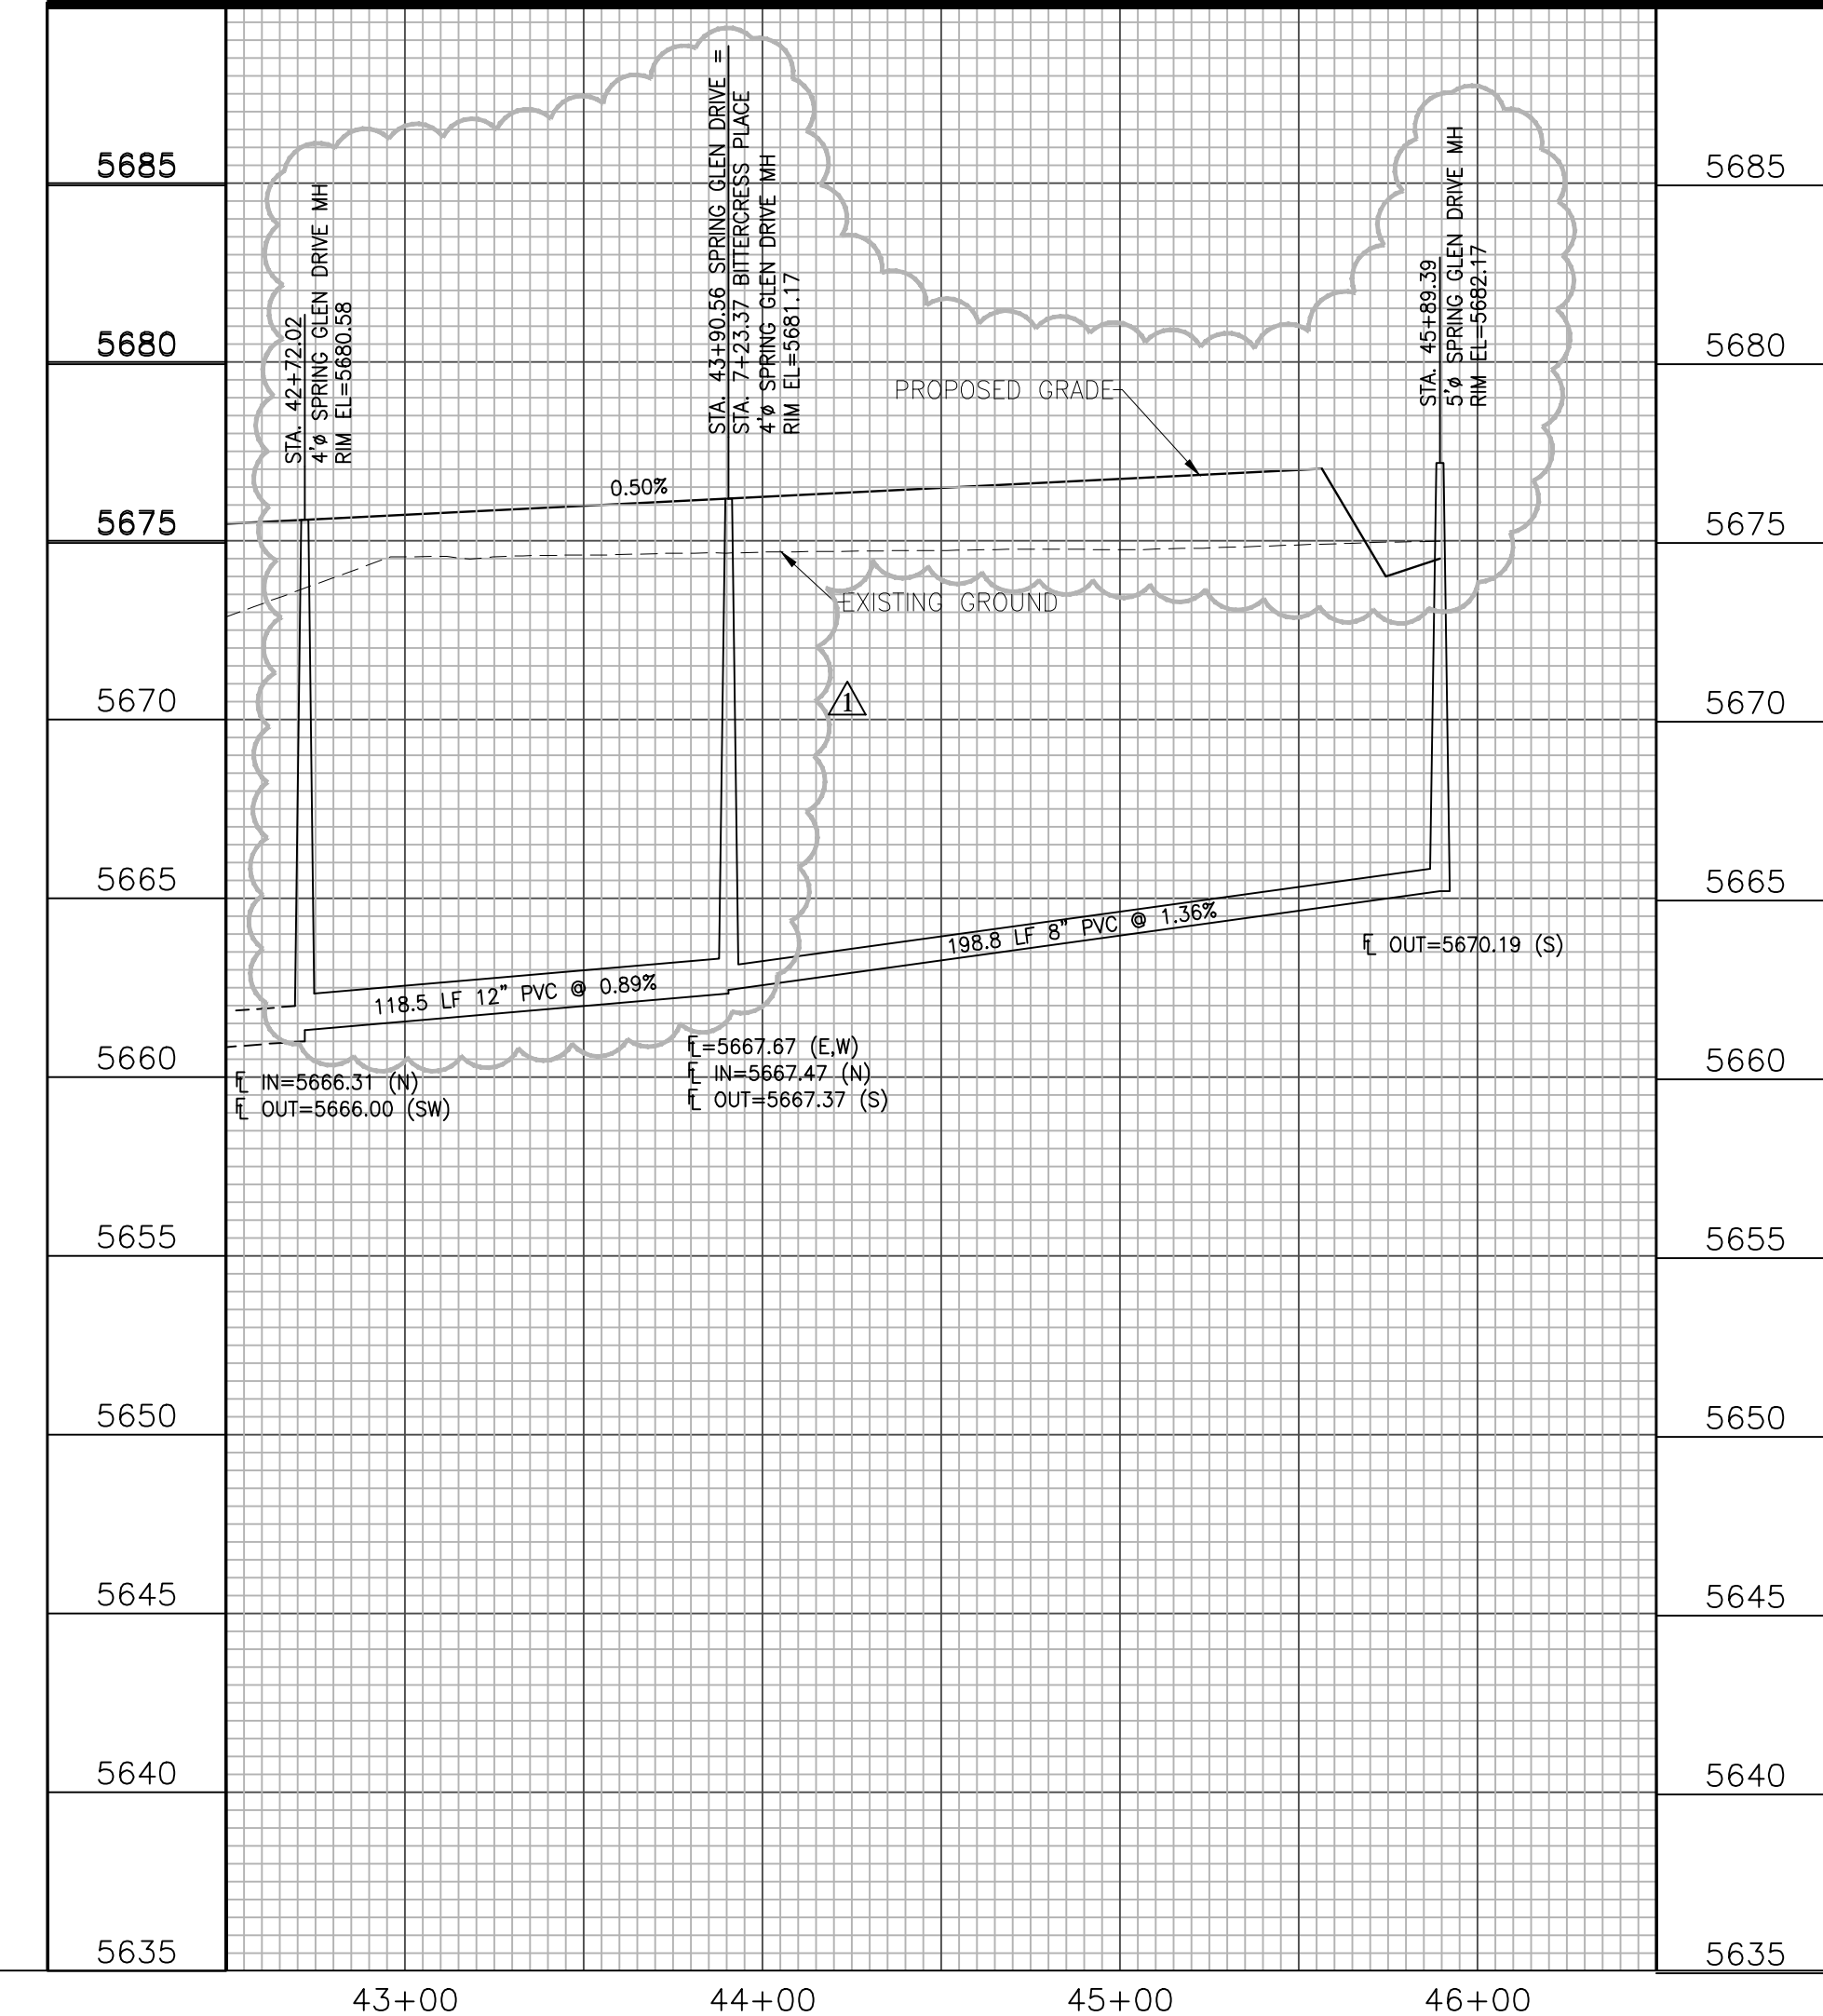 STA. 42+72.02
4'ø SPRING GLEN DRIVE MH
RIM EL=5680.58
STA. 43+90.56 SPRING GLEN DRIVE =
STA. 7+23.37 BITTERCRESS PLACE
4'ø SPRING GLEN DRIVE MH
RIM EL=5681.17
STA. 45+89.39
5'ø SPRING GLEN DRIVE MH
RIM EL=5682.17
5685
5685
5680
5680
PROPOSED GRADE
0.50%
5675
5675
EXISTING GROUND
5670
1
5670
5665
5665
198.8 LF 8" PVC @ 1.36%
℄ OUT=5670.19 (S)
118.5 LF 12" PVC @ 0.89%
5660
5660
℄=5667.67 (E,W)
℄ IN=5667.47 (N)
℄ OUT=5667.37 (S)
℄ IN=5666.31 (N)
℄ OUT=5666.00 (SW)
5655
5655
5650
5650
5645
5645
5640
5640
5635
5635
43+00
44+00
45+00
46+00